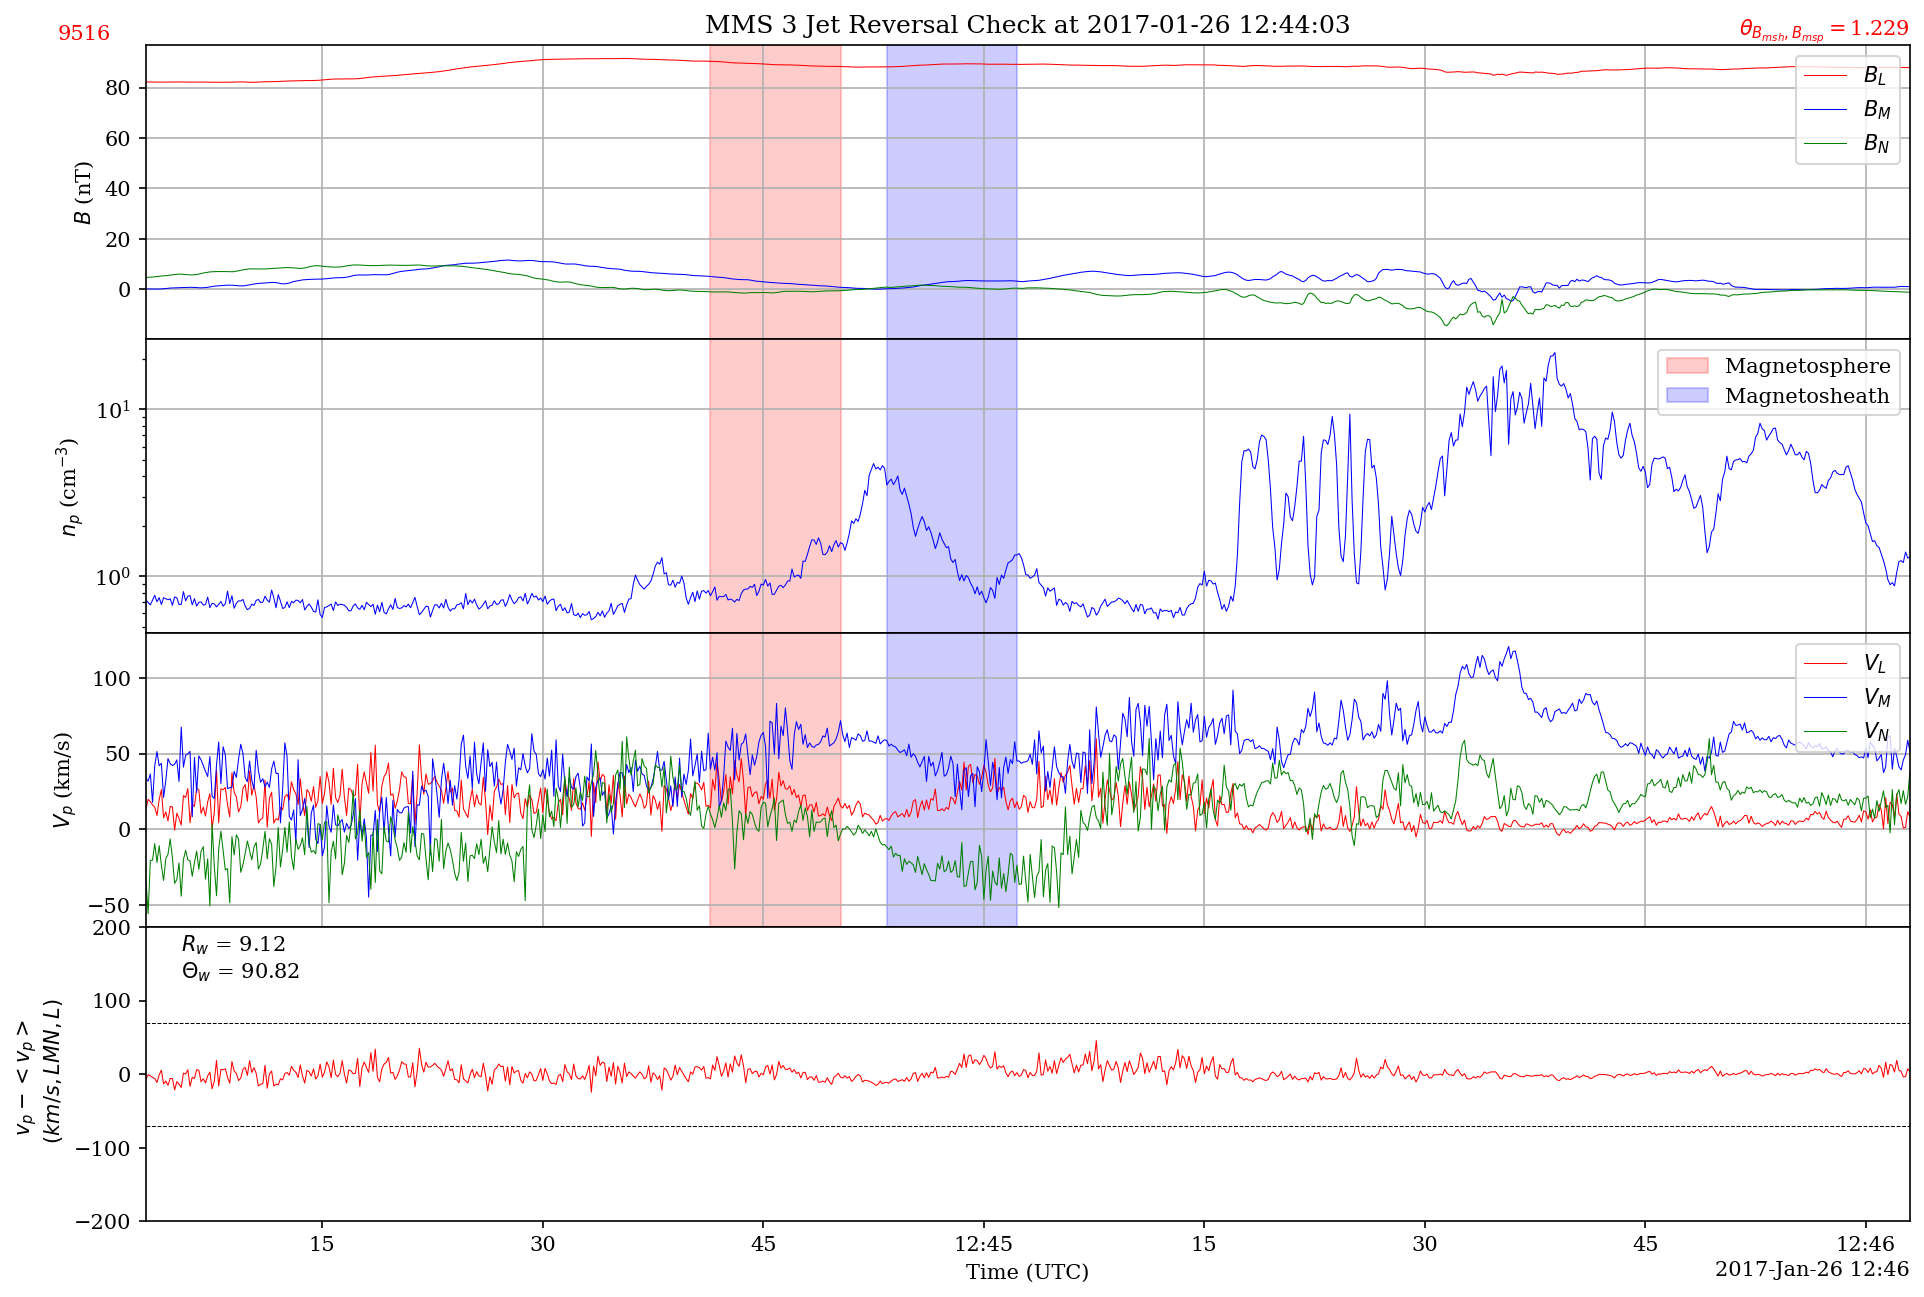 9516
MMS 3 Jet Reversal Check at 2017-01-26 12:44:03
θ_{B_{msh}, B_{msp}} = 1.229
B (nT)
80
60
40
20
0
B_L
B_M
B_N
n_p (cm^{−3})
10^1
10^0
Magnetosphere
Magnetosheath
V_p (km/s)
100
50
0
−50
V_L
V_M
V_N
v_p − < v_p >
(km/s, LMN, L)
200
100
0
−100
−200
R_w = 9.12
Θ_w = 90.82
15 30 45 12:45 15 30 45 12:46
Time (UTC)
2017-Jan-26 12:46